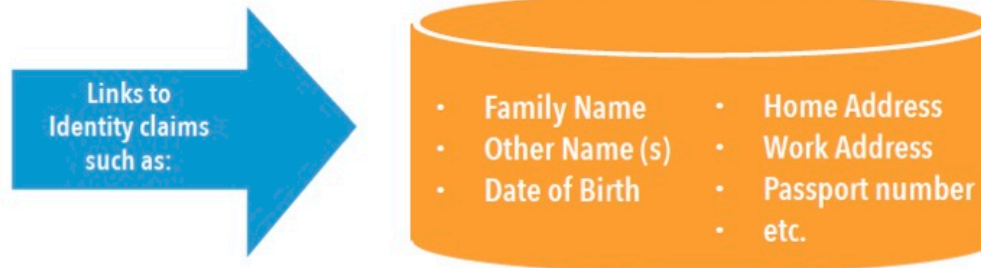 Links to
Identity claims
such as:
· Family Name
· Other Name (s)
· Date of Birth
· Home Address
· Work Address
· Passport number
· etc.